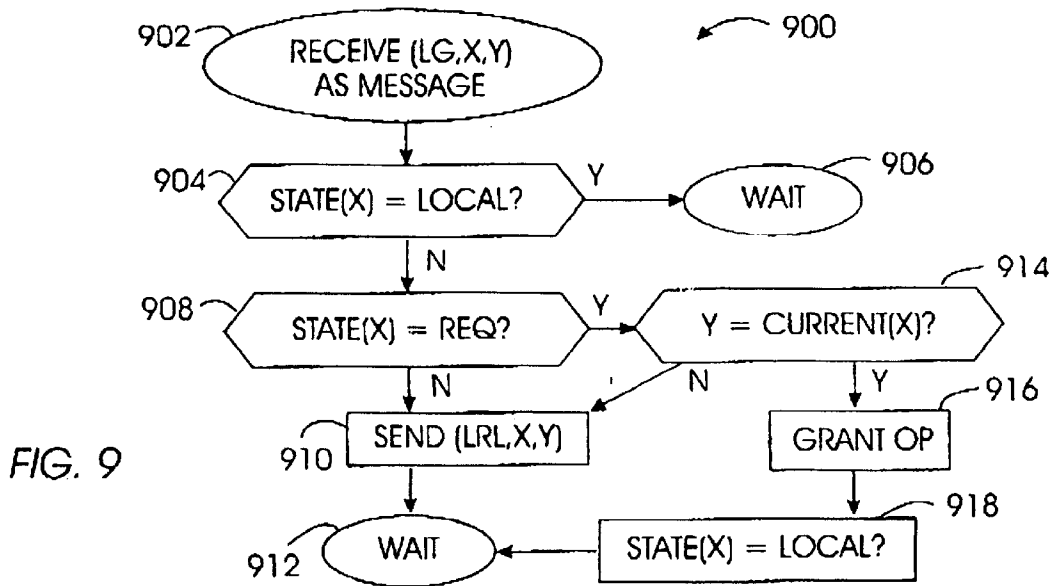 902
RECEIVE (LG,X,Y)
AS MESSAGE
900
904
STATE(X) = LOCAL?
Y
WAIT
906
N
908
STATE(X) = REQ?
Y
Y = CURRENT(X)?
914
N
N
Y
910
SEND (LRL,X,Y)
GRANT OP
916
FIG. 9
912
WAIT
STATE(X) = LOCAL?
918